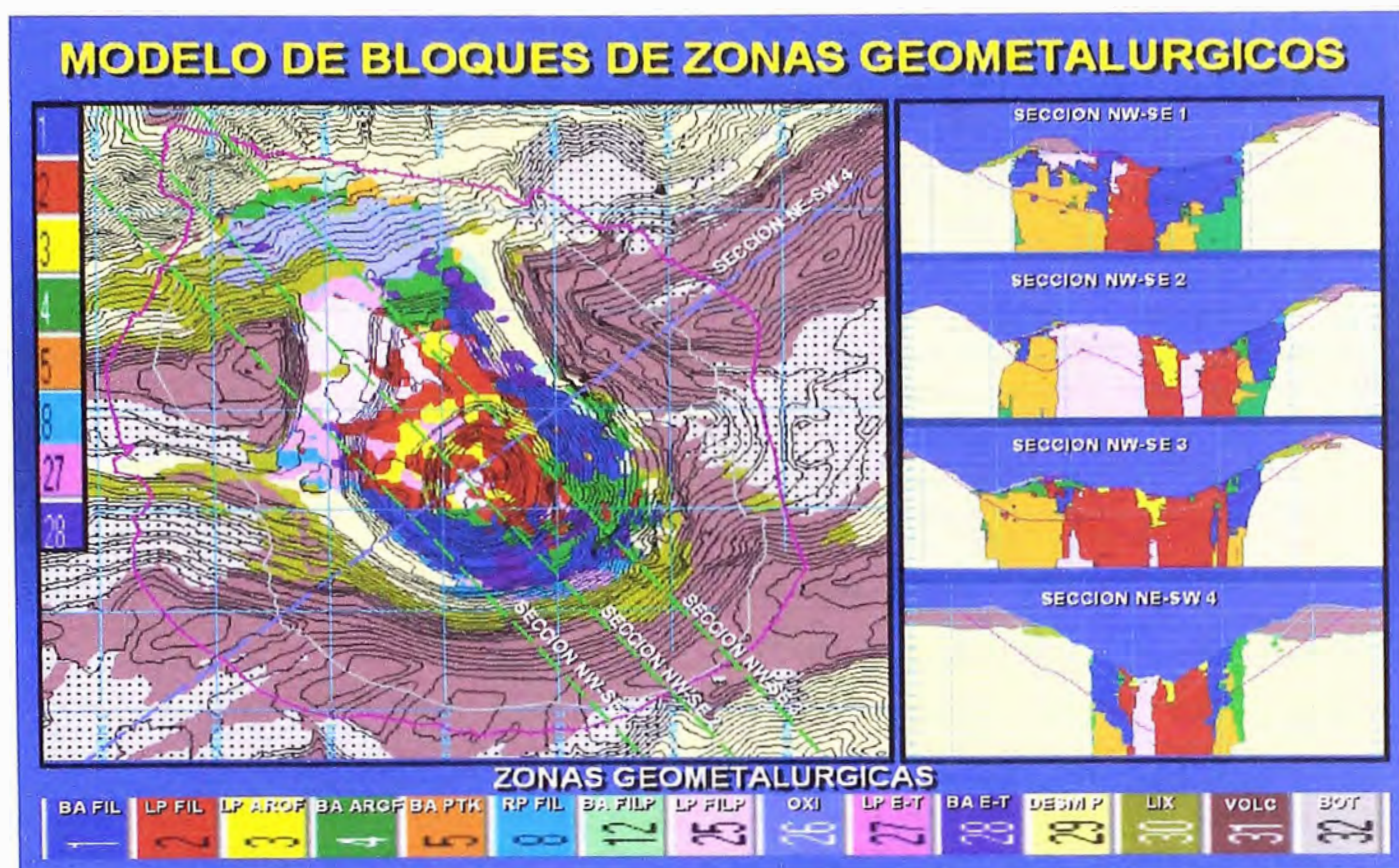 MODELO DE BLOQUES DE ZONAS GEOMETALURGICOS
1
2
3
4
5
8
27
28
SECCION NE-SW 4
SECCION NW-SE
SECCION NW-SE
SECCION NW-S
SECCION NW-SE 1
SECCION NW-SE 2
SECCION NW-SE 3
SECCION NE-SW 4
ZONAS GEOMETALURGICAS
BA FIL LP FIL LP ARGF BA ARGF BA PTK RP FIL BA FILP LP FILP OXI LP E-T BA E-T DESM P LIX VOLC BOT
1 2 3 4 5 8 12 25 26 27 28 29 30 31 32